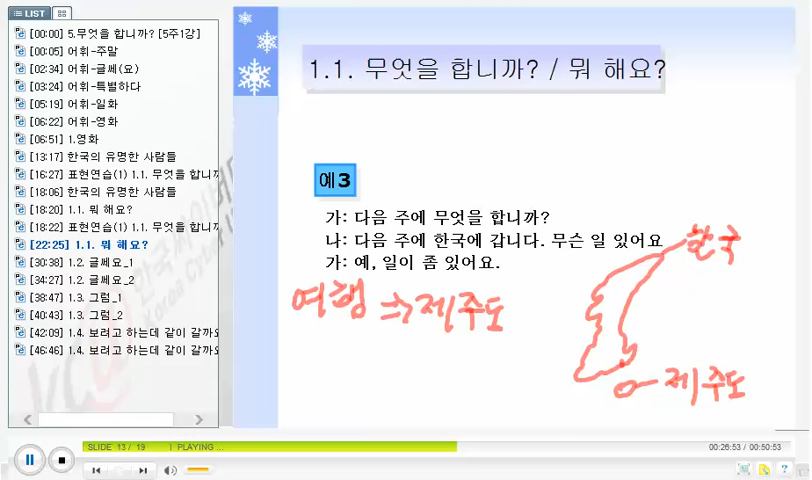 LIST
[00:00] 5.무엇을 합니까? [5주1강]
[00:05] 어휘-주말
[02:34] 어휘-글쎄(요)
[03:24] 어휘-특별하다
[05:19] 어휘-일화
[06:22] 어휘-영화
[06:51] 1.영화
[13:17] 한국의 유명한 사람들
[16:27] 표현연습(1) 1.1. 무엇을 합니까
[18:06] 한국의 유명한 사람들
[18:20] 1.1. 뭐 해요?
[18:22] 표현연습(1) 1.1. 무엇을 합니까
[22:25] 1.1. 뭐 해요?
[30:38] 1.2. 글쎄요_1
[34:27] 1.2. 글쎄요_2
[38:47] 1.3. 그럼_1
[40:43] 1.3. 그럼_2
[42:09] 1.4. 보려고 하는데 같이 갈까요
[46:46] 1.4. 보려고 하는데 같이 갈까요
1.1. 무엇을 합니까? / 뭐 해요?
예3
가: 다음 주에 무엇을 합니까?
나: 다음 주에 한국에 갑니다. 무슨 일 있어요
가: 예, 일이 좀 있어요.
한국
여행 => 제주도
제주도
SLIDE 13 / 19 | PLAYING ...
00:26:53 / 00:50:53